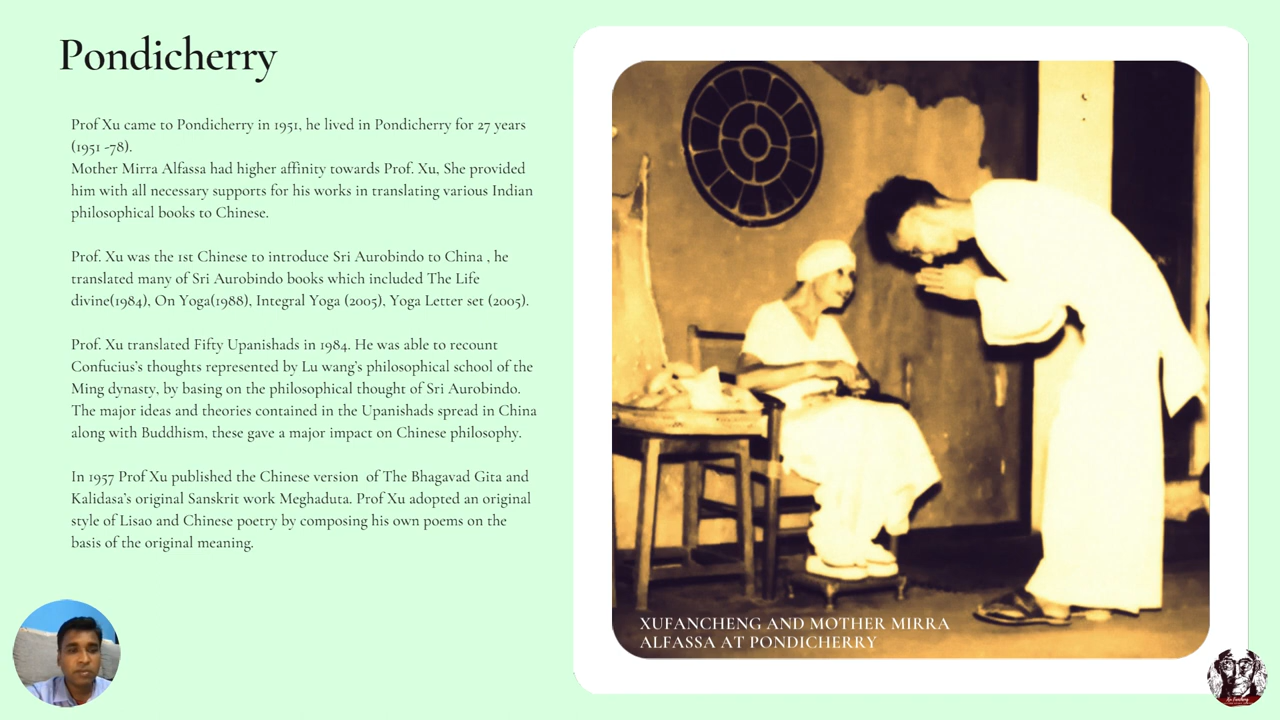 Pondicherry
Prof Xu came to Pondicherry in 1951, he lived in Pondicherry for 27 years
(1951 -78).
Mother Mirra Alfassa had higher affinity towards Prof. Xu, She provided
him with all necessary supports for his works in translating various Indian
philosophical books to Chinese.
Prof. Xu was the 1st Chinese to introduce Sri Aurobindo to China , he
translated many of Sri Aurobindo books which included The Life
divine(1984), On Yoga(1988), Integral Yoga (2005), Yoga Letter set (2005).
Prof. Xu translated Fifty Upanishads in 1984. He was able to recount
Confucius's thoughts represented by Lu wang's philosophical school of the
Ming dynasty, by basing on the philosophical thought of Sri Aurobindo.
The major ideas and theories contained in the Upanishads spread in China
along with Buddhism, these gave a major impact on Chinese philosophy.
In 1957 Prof Xu published the Chinese version  of The Bhagavad Gita and
Kalidasa's original Sanskrit work Meghaduta. Prof Xu adopted an original
style of Lisao and Chinese poetry by composing his own poems on the
basis of the original meaning.
XUFANCHENG AND MOTHER MIRRA
ALFASSA AT PONDICHERRY